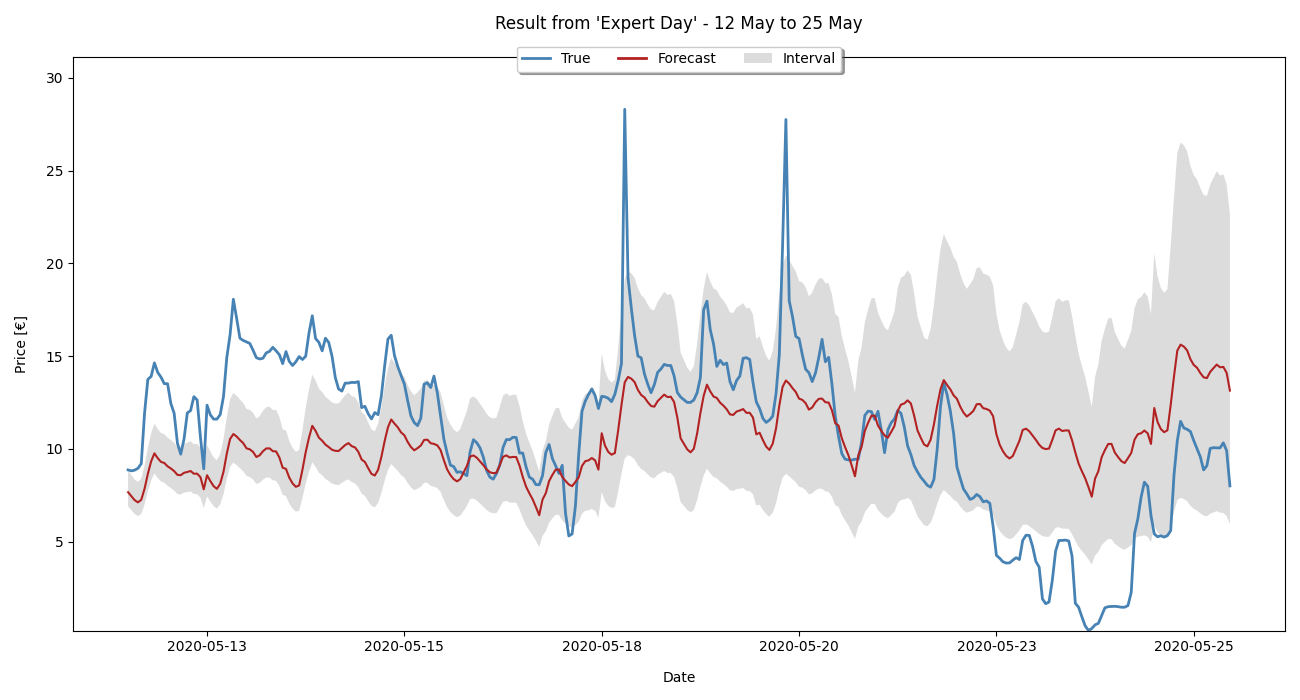 Result from 'Expert Day' - 12 May to 25 May
True
Forecast
Interval
30
25
20
15
10
5
Price [€]
2020-05-13
2020-05-15
2020-05-18
2020-05-20
2020-05-23
2020-05-25
Date